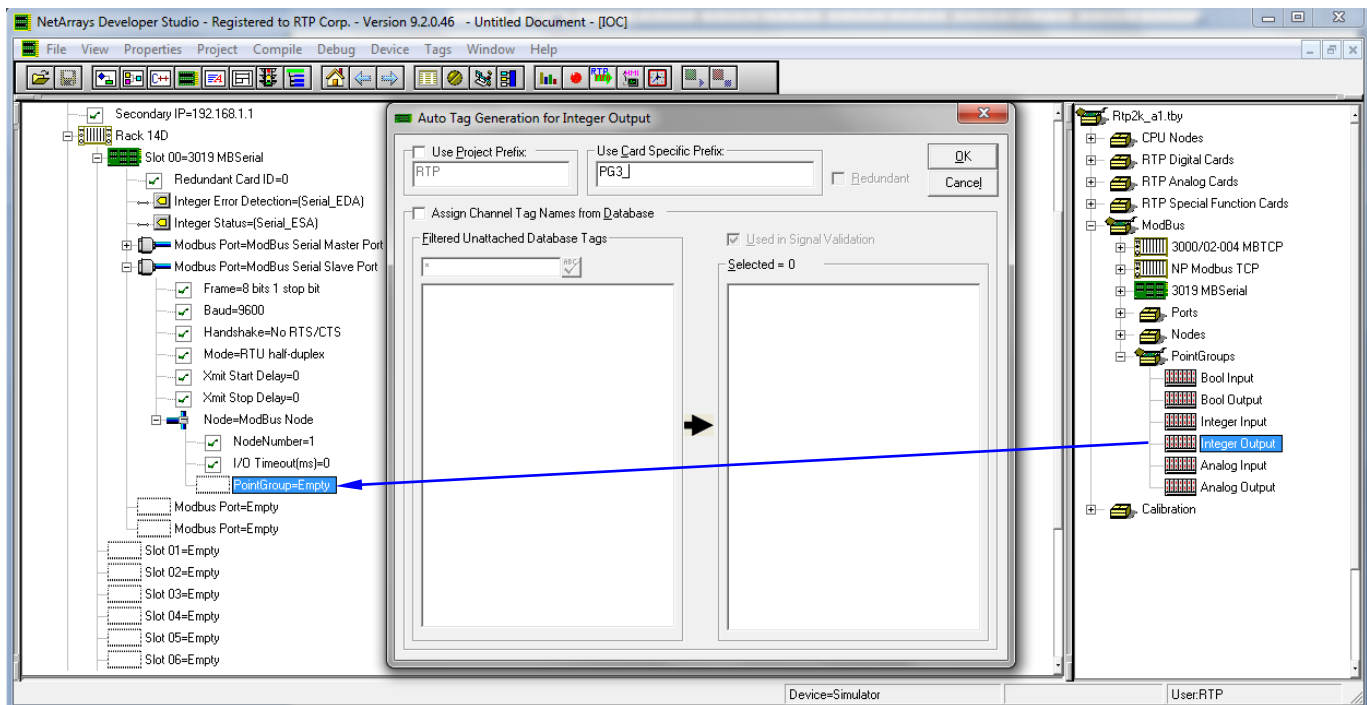 NetArrays Developer Studio - Registered to RTP Corp. - Version 9.2.0.46 - Untitled Document - [IOC]
File View Properties Project Compile Debug Device Tags Window Help
Secondary IP=192.168.1.1
Rack 14D
Slot 00=3019 MBSerial
Redundant Card ID=0
Integer Error Detection=(Serial_EDA)
Integer Status=(Serial_ESA)
Modbus Port=ModBus Serial Master Port
Modbus Port=ModBus Serial Slave Port
Frame=8 bits 1 stop bit
Baud=9600
Handshake=No RTS/CTS
Mode=RTU half-duplex
Xmit Start Delay=0
Xmit Stop Delay=0
Node=ModBus Node
NodeNumber=1
I/O Timeout(ms)=0
PointGroup=Empty
Modbus Port=Empty
Modbus Port=Empty
Slot 01=Empty
Slot 02=Empty
Slot 03=Empty
Slot 04=Empty
Slot 05=Empty
Slot 06=Empty
Auto Tag Generation for Integer Output
Use Project Prefix:
RTP
Use Card Specific Prefix:
PG3_
Redundant
OK
Cancel
Assign Channel Tag Names from Database
Filtered Unattached Database Tags
*
ABC
Used in Signal Validation
Selected = 0
Rtp2k_a1.tby
CPU Nodes
RTP Digital Cards
RTP Analog Cards
RTP Special Function Cards
ModBus
3000/02-004 MBTCP
NP Modbus TCP
3019 MBSerial
Ports
Nodes
PointGroups
Bool Input
Bool Output
Integer Input
Integer Output
Analog Input
Analog Output
Calibration
Device=Simulator
User:RTP